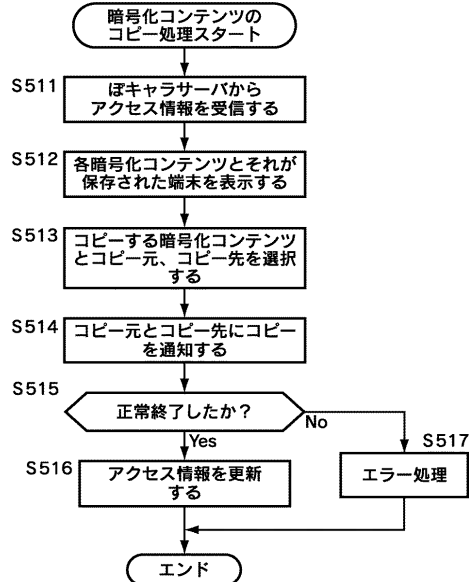 暗号化コンテンツの
コピー処理スタート
S511
ぽキャラサーバから
アクセス情報を受信する
S512
各暗号化コンテンツとそれが
保存された端末を表示する
S513
コピーする暗号化コンテンツ
とコピー元、コピー先を選択
する
S514
コピー元とコピー先にコピー
を通知する
S515
正常終了したか？
No
Yes
S516
アクセス情報を更新
する
S517
エラー処理
エンド